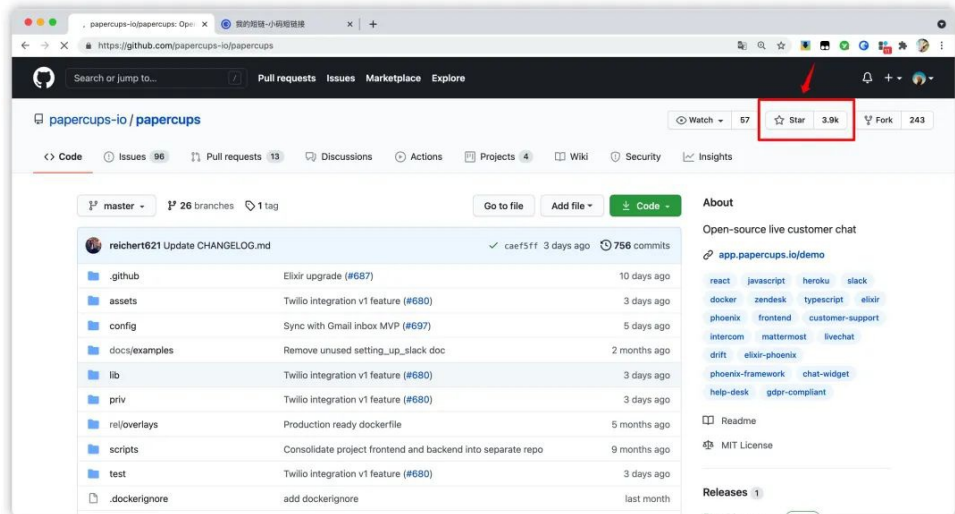 papercups-io/papercups: Oper
我的短链-小码短链接
https://github.com/papercups-io/papercups
11
Search or jump to... /
Pull requests Issues Marketplace Explore
papercups-io / papercups
Watch 57 Star 3.9k Fork 243
Code Issues 96 Pull requests 13 Discussions Actions Projects 4 Wiki Security Insights
master 26 branches 1 tag Go to file Add file Code
reichert621 Update CHANGELOG.md caef5ff 3 days ago 756 commits
.github Elixir upgrade (#687) 10 days ago
assets Twilio integration v1 feature (#680) 3 days ago
config Sync with Gmail inbox MVP (#697) 5 days ago
docs/examples Remove unused setting_up_slack doc 2 months ago
lib Twilio integration v1 feature (#680) 3 days ago
priv Twilio integration v1 feature (#680) 3 days ago
rel/overlays Production ready dockerfile 5 months ago
scripts Consolidate project frontend and backend into separate repo 9 months ago
test Twilio integration v1 feature (#680) 3 days ago
.dockerignore add dockerignore last month
About
Open-source live customer chat
app.papercups.io/demo
react javascript heroku slack
docker zendesk typescript elixir
phoenix frontend customer-support
intercom mattermost livechat
drift elixir-phoenix
phoenix-framework chat-widget
help-desk gdpr-compliant
Readme
MIT License
Releases 1